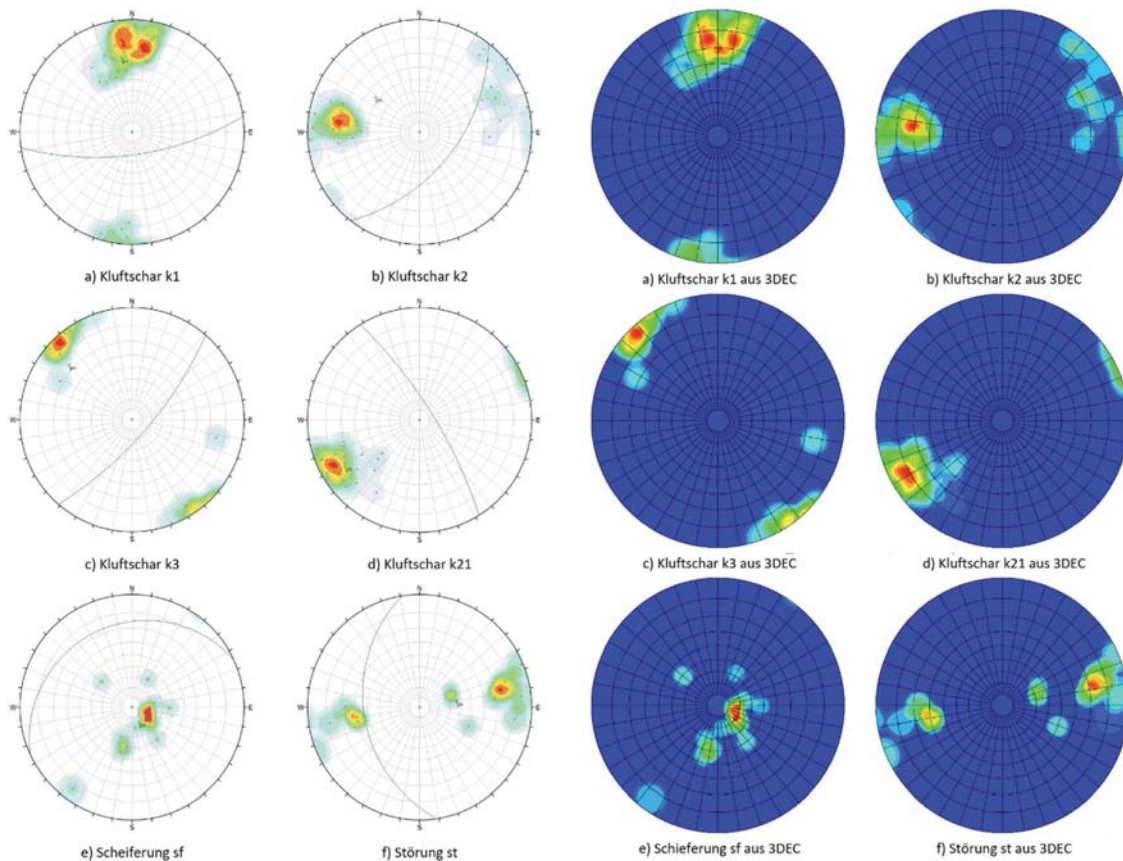 N
W E
S
a) Kluftschar k1
N
W E
S
b) Kluftschar k2
a) Kluftschar k1 aus 3DEC
b) Kluftschar k2 aus 3DEC
N
W E
S
c) Kluftschar k3
N
W E
S
d) Kluftschar k21
c) Kluftschar k3 aus 3DEC
d) Kluftschar k21 aus 3DEC
N
W E
S
e) Scheiferung sf
N
W E
S
f) Störung st
e) Schieferung sf aus 3DEC
f) Störung st aus 3DEC